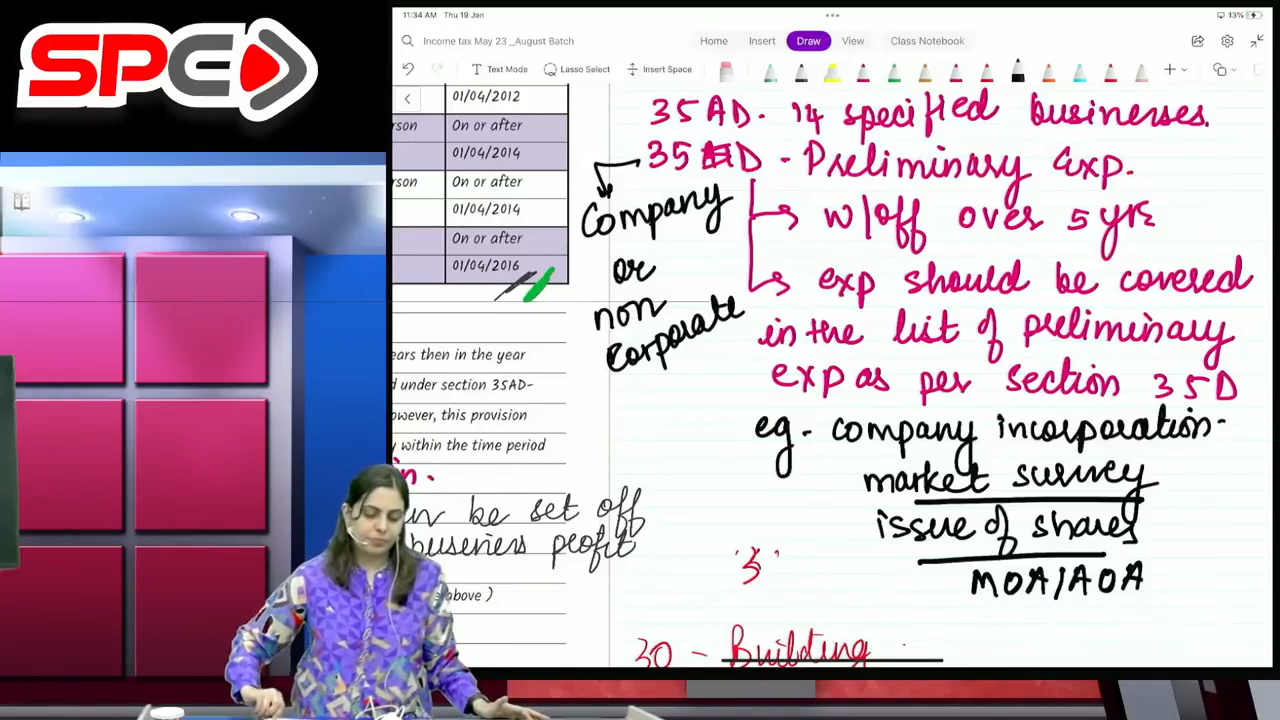 SPC
11:34 AM Thu 19 Jan
13%
Income tax May 23 _August Batch
Home Insert Draw View Class Notebook
Text Mode Lasso Select Insert Space
01/04/2012
rson On or after
01/04/2014
rson On or after
01/04/2014
On or after
01/04/2016
ears then in the year
d under section 35AD-
owever, this provision
y within the time period
in.
in be set off
business profit
above )
35AD - 14 specified businesses.
35 D - Preliminary Exp.
Company
or
non
corporate
→ w/off over 5 yrs
→ exp should be covered
in the list of preliminary
exp as per section 35D
eg - company incorporation-
market survey
issue of shares
MOA/AOA
30 - Building
SPC